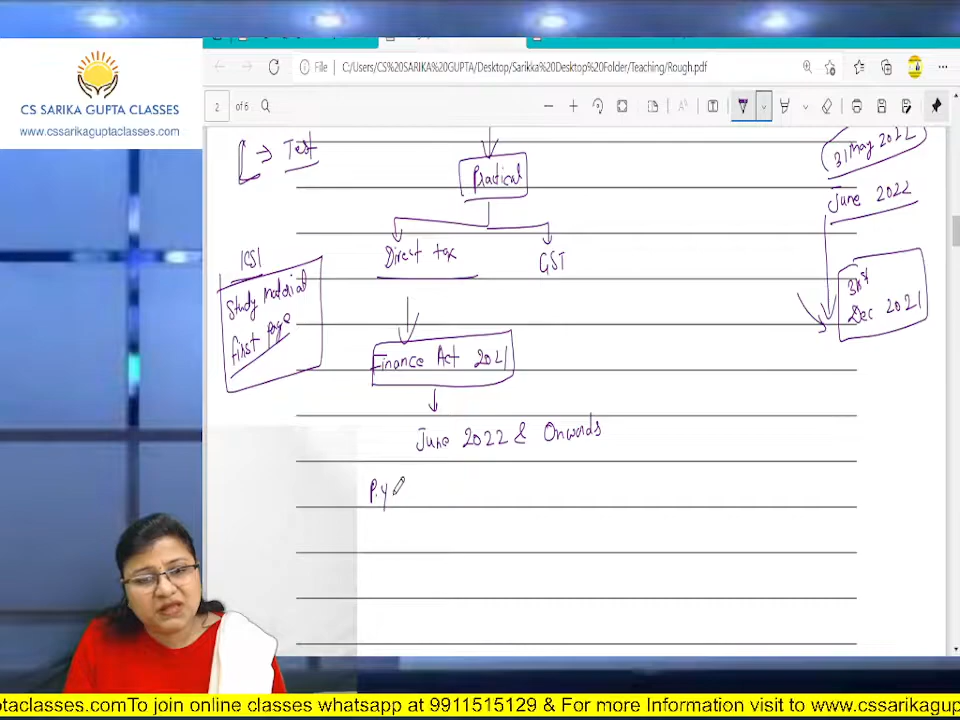 CS SARIKA GUPTA CLASSES
www.cssarikaguptaclasses.com
File
C:/Users/CS%20SARIKA%20GUPTA/Desktop/Sarikka%20Desktop%20Folder/Teaching/Rough.pdf
2 of 6
Test
Practical
Direct tax
GST
31 May 2022
June 2022
31st
Dec 2021
ICSI
Study material
first page
Finance Act 2021
June 2022 & Onwards
P.y
ptaclasses.comTo join online classes whatsapp at 9911515129 & For more Information visit to www.cssarikagup